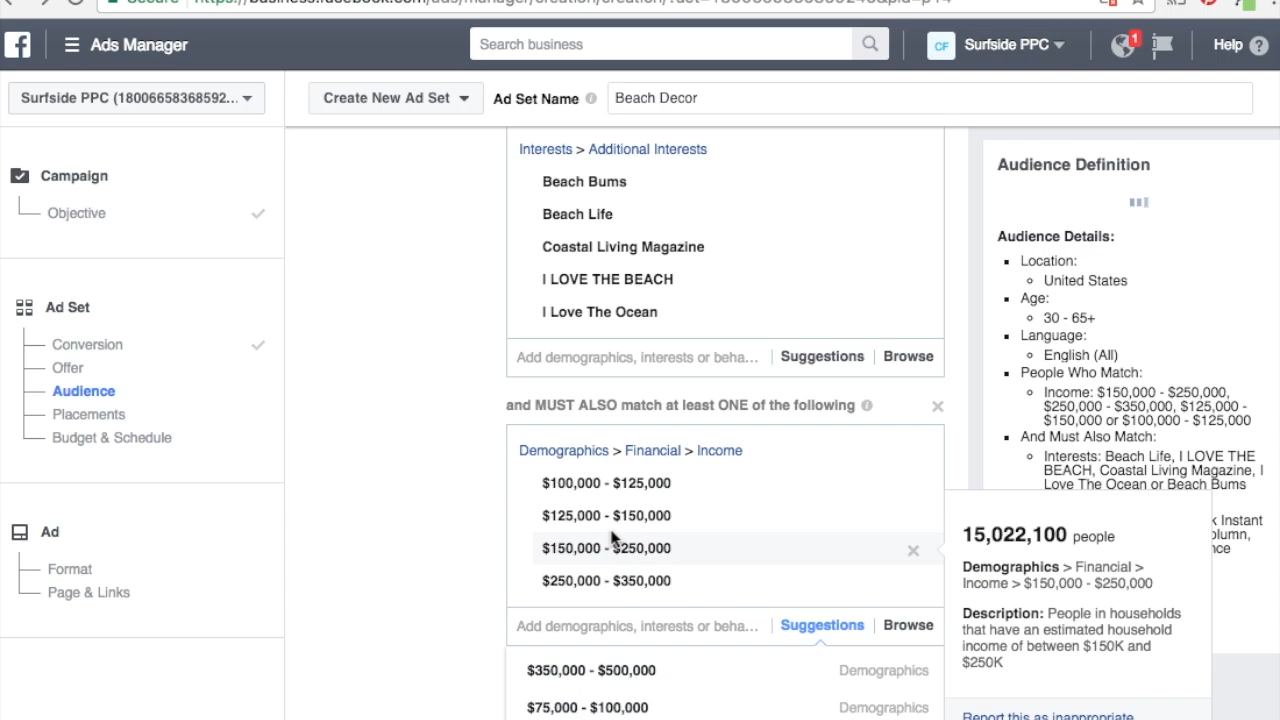 Ads Manager
Search business
CF
Surfside PPC
1
Help ?
Surfside PPC (18006658368592...
Create New Ad Set
Ad Set Name
Beach Decor
Campaign
Objective
Ad Set
Conversion
Offer
Audience
Placements
Budget & Schedule
Ad
Format
Page & Links
Interests > Additional Interests
Beach Bums
Beach Life
Coastal Living Magazine
I LOVE THE BEACH
I Love The Ocean
Add demographics, interests or beha... Suggestions Browse
and MUST ALSO match at least ONE of the following
Demographics > Financial > Income
$100,000 - $125,000
$125,000 - $150,000
$150,000 - $250,000
$250,000 - $350,000
Add demographics, interests or beha... Suggestions Browse
$350,000 - $500,000 Demographics
$75,000 - $100,000 Demographics
Audience Definition
Audience Details:
Location:
United States
Age:
30 - 65+
Language:
English (All)
People Who Match:
Income: $150,000 - $250,000,
$250,000 - $350,000, $125,000 -
$150,000 or $100,000 - $125,000
And Must Also Match:
Interests: Beach Life, I LOVE THE
BEACH, Coastal Living Magazine, I
Love The Ocean or Beach Bums
Instant
15,022,100 people
Demographics > Financial >
Income > $150,000 - $250,000
Description: People in households
that have an estimated household
income of between $150K and
$250K
Report this as inappropriate